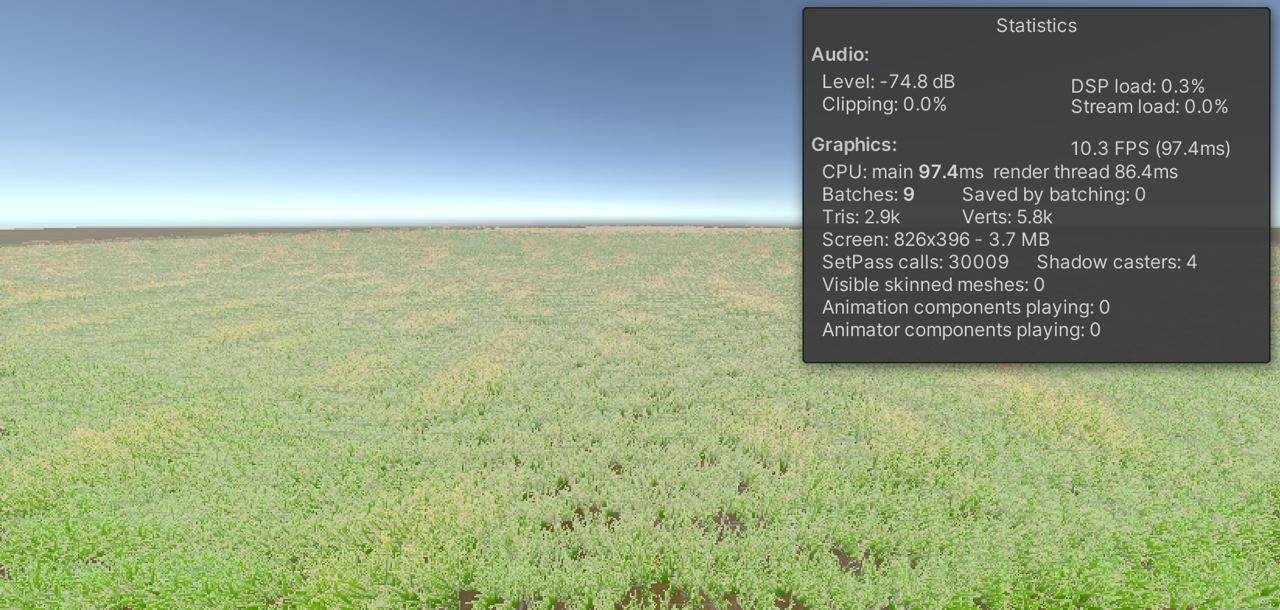 Statistics
Audio:
Level: -74.8 dB
DSP load: 0.3%
Clipping: 0.0%
Stream load: 0.0%
Graphics:
10.3 FPS (97.4ms)
CPU: main 97.4ms render thread 86.4ms
Batches: 9 Saved by batching: 0
Tris: 2.9k Verts: 5.8k
Screen: 826x396 - 3.7 MB
SetPass calls: 30009 Shadow casters: 4
Visible skinned meshes: 0
Animation components playing: 0
Animator components playing: 0